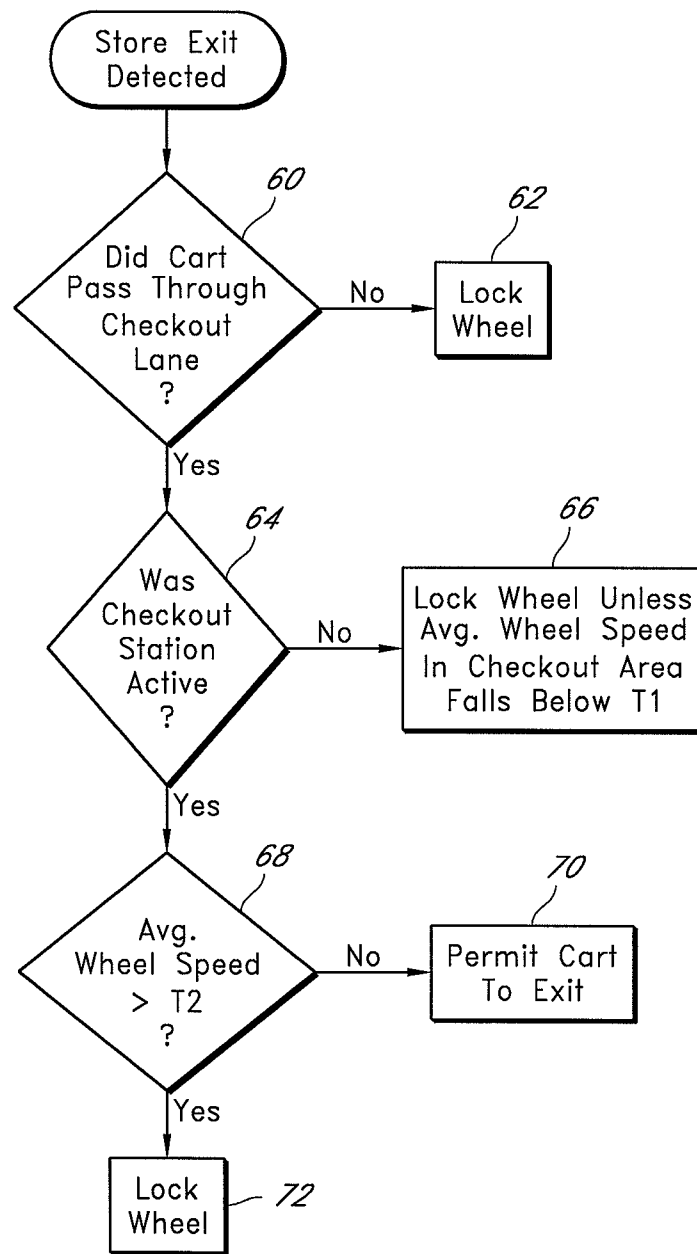 Store Exit
Detected
60
Did Cart
Pass Through
Checkout
Lane
?
No
62
Lock
Wheel
Yes
64
Was
Checkout
Station
Active
?
No
66
Lock Wheel Unless
Avg. Wheel Speed
In Checkout Area
Falls Below T1
Yes
68
Avg.
Wheel Speed
> T2
?
No
70
Permit Cart
To Exit
Yes
Lock
Wheel
72